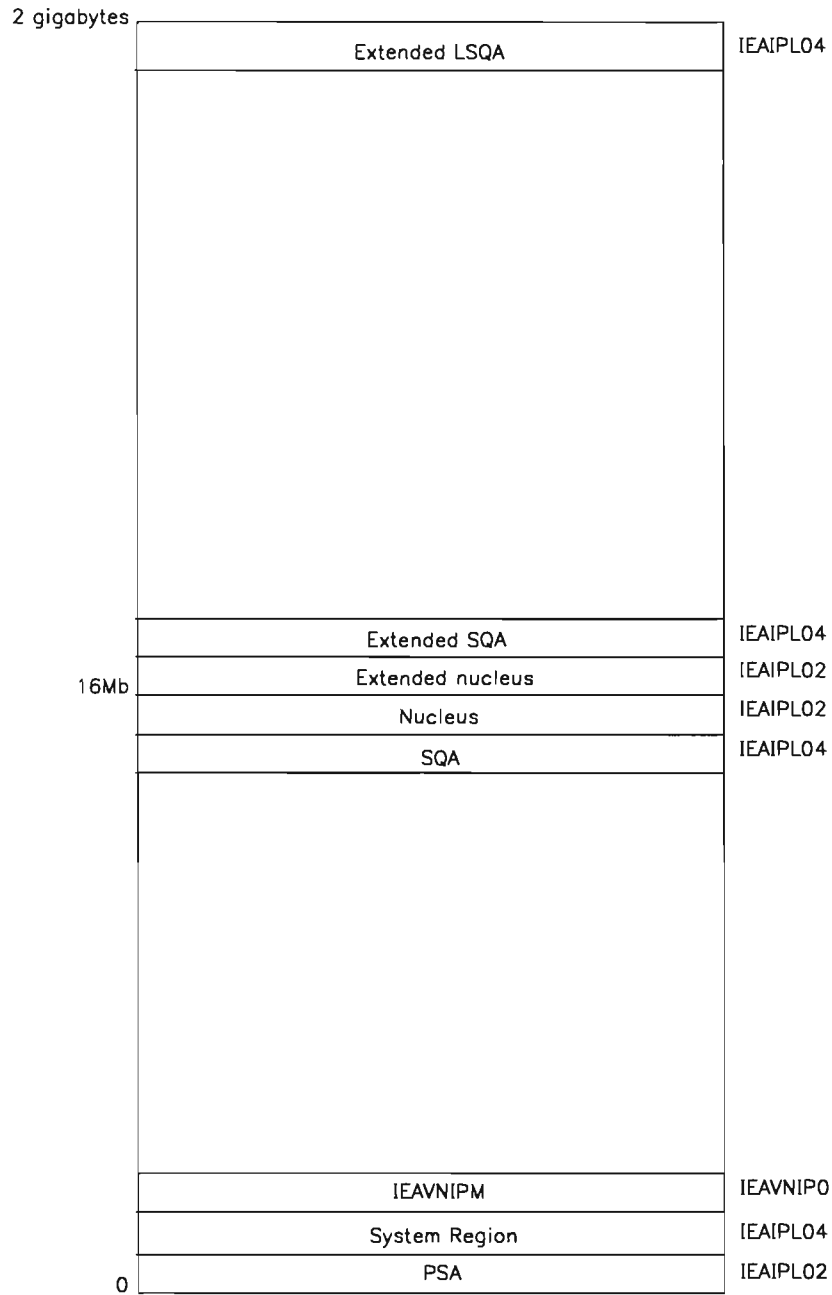 2 gigabytes
Extended LSQA IEAIPL04
Extended SQA IEAIPL04
Extended nucleus IEAIPL02
16Mb
Nucleus IEAIPL02
SQA IEAIPL04
IEAVNIPM IEAVNIP0
System Region IEAIPL04
PSA IEAIPL02
0